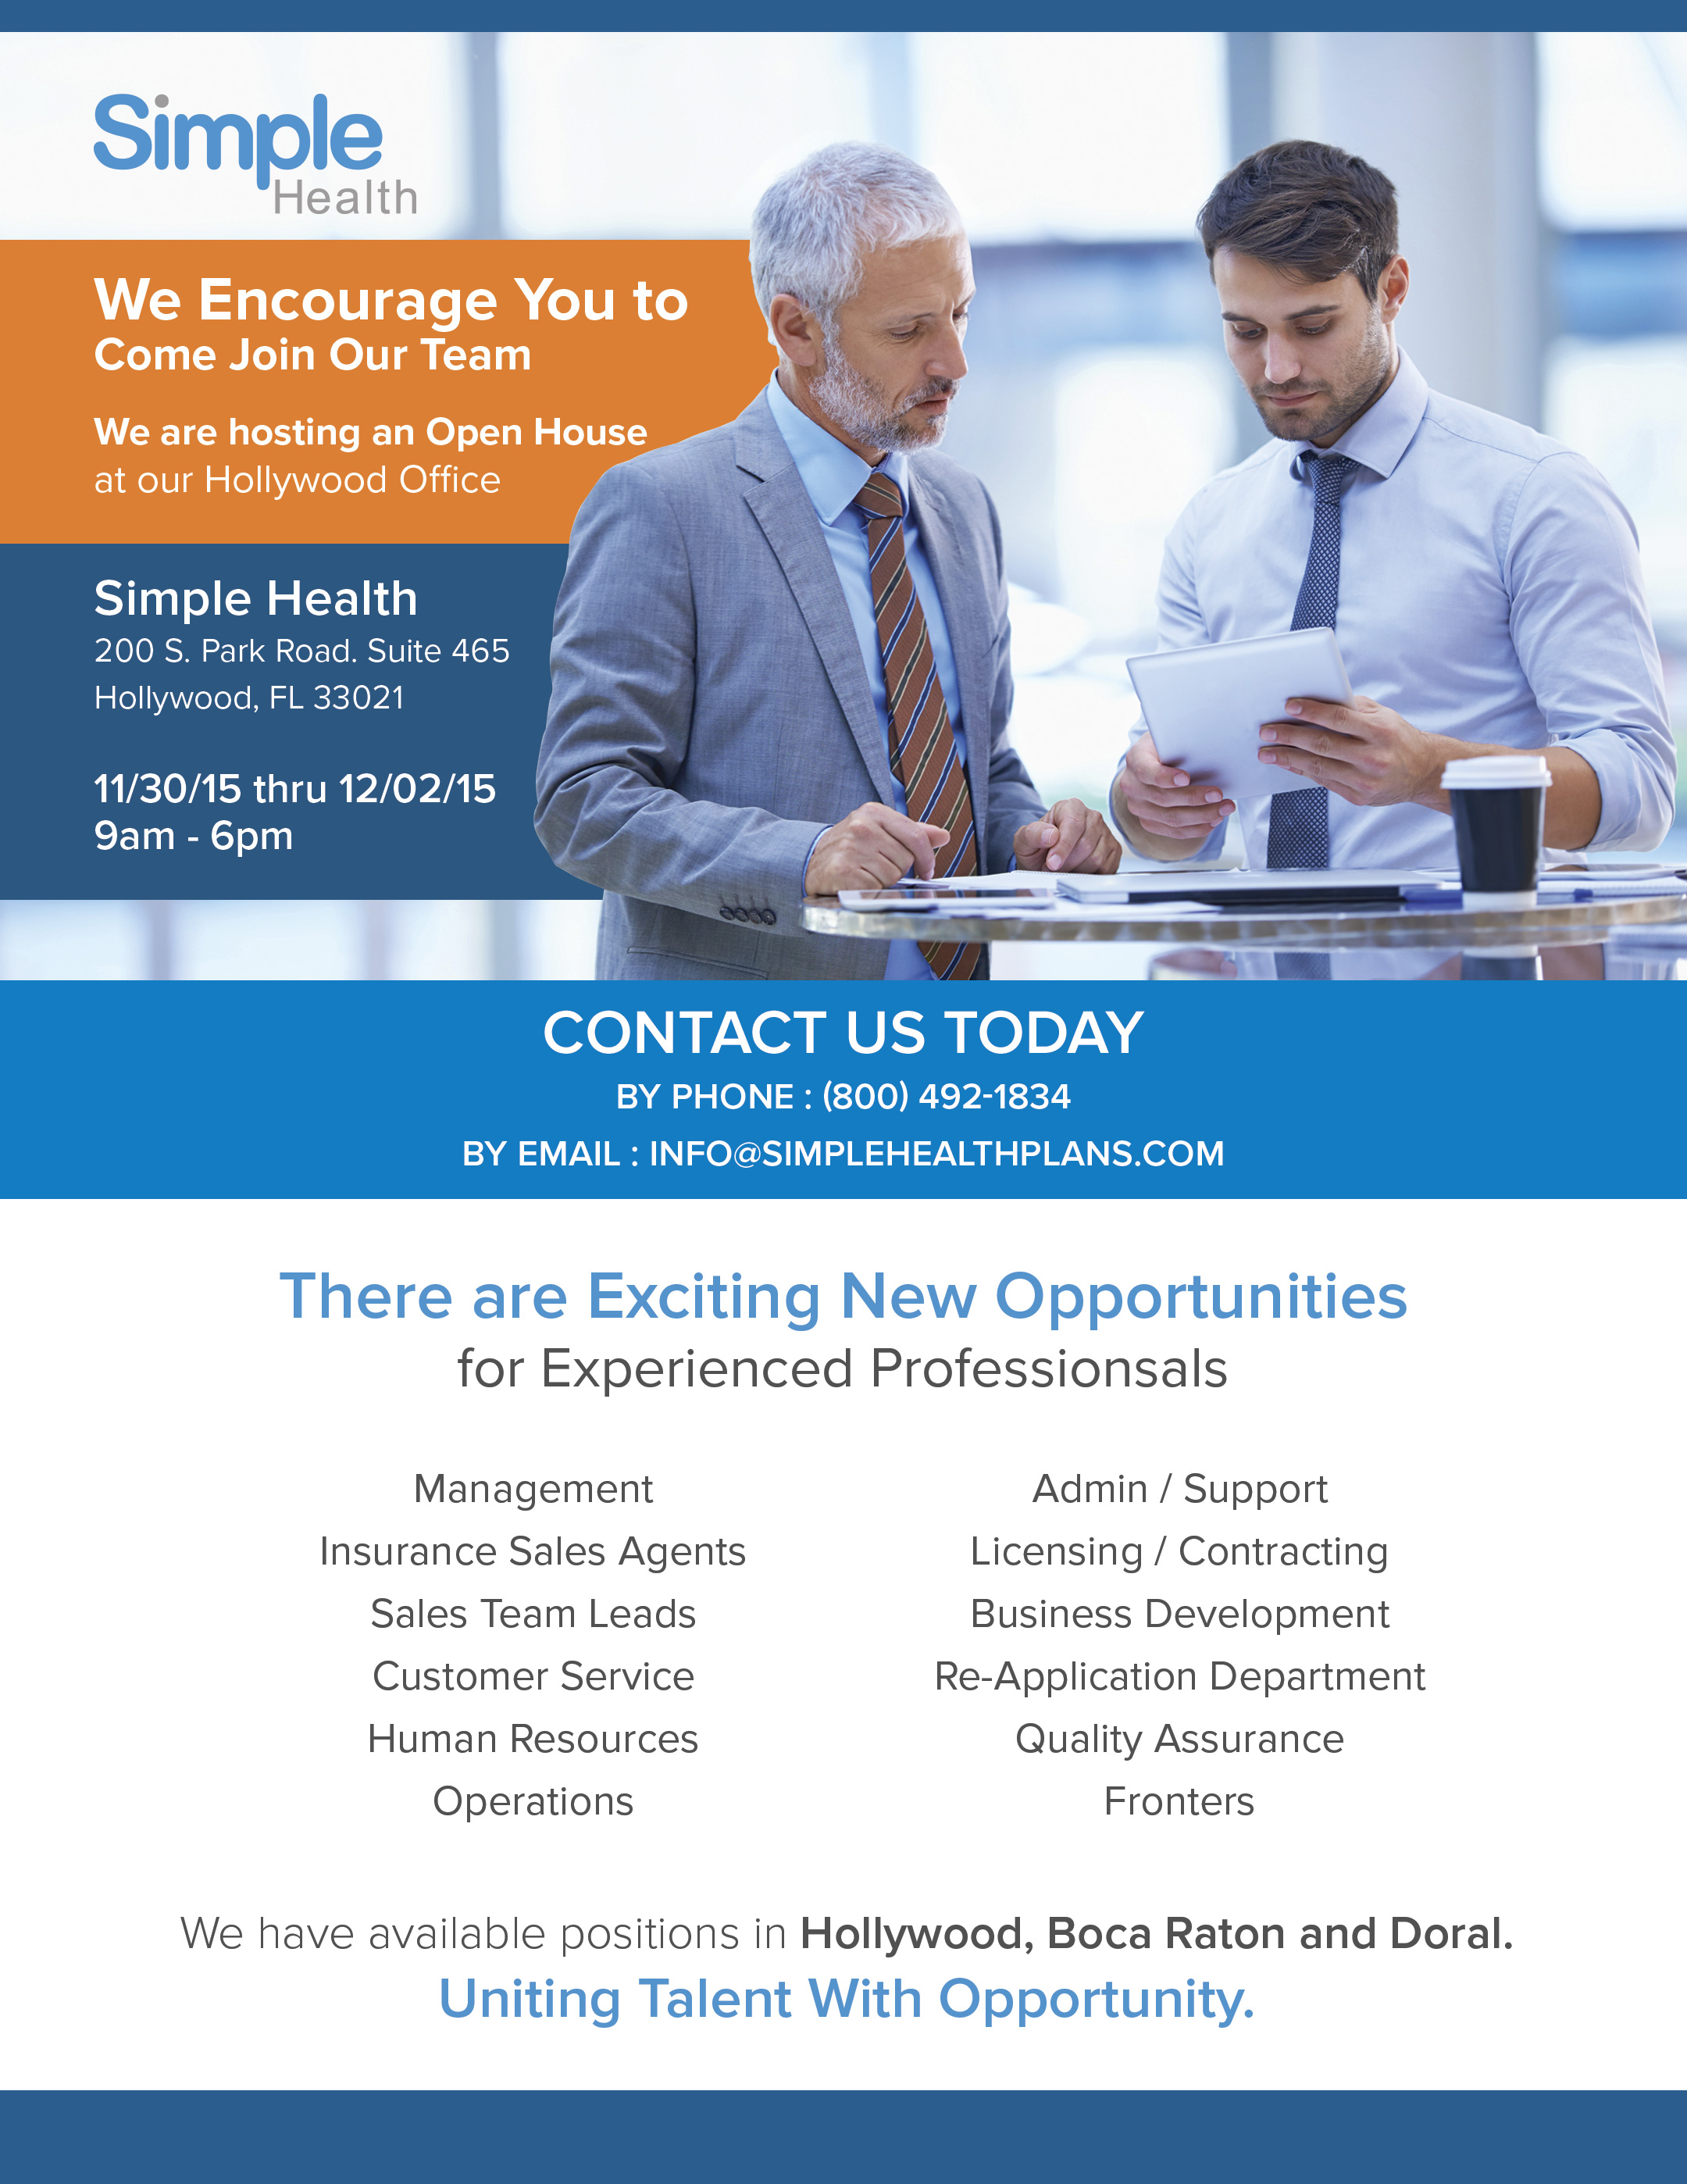 Simple
Health
We Encourage You to
Come Join Our Team
We are hosting an Open House
at our Hollywood Office
Simple Health
200 S. Park Road. Suite 465
Hollywood, FL 33021
11/30/15 thru 12/02/15
9am - 6pm
CONTACT US TODAY
BY PHONE : (800) 492-1834
BY EMAIL : INFO@SIMPLEHEALTHPLANS.COM
There are Exciting New Opportunities
for Experienced Professionsals
Management
Insurance Sales Agents
Sales Team Leads
Customer Service
Human Resources
Operations
Admin / Support
Licensing / Contracting
Business Development
Re-Application Department
Quality Assurance
Fronters
We have available positions in Hollywood, Boca Raton and Doral.
Uniting Talent With Opportunity.